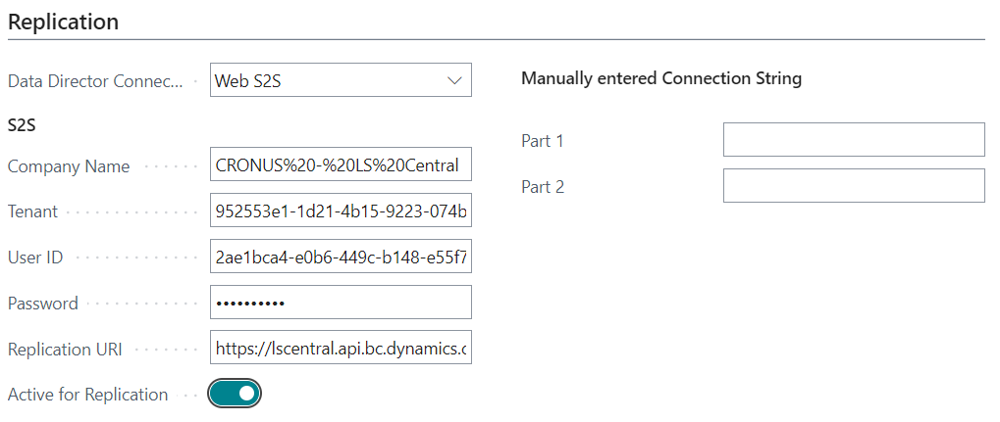 Replication
Data Director Connec...
Web S2S
S2S
Company Name
CRONUS%20-%20LS%20Central
Tenant
952553e1-1d21-4b15-9223-074b
User ID
2ae1bca4-e0b6-449c-b148-e55f7
Password
••••••••••
Replication URI
https://lscentral.api.bc.dynamics.c
Active for Replication
Manually entered Connection String
Part 1
Part 2